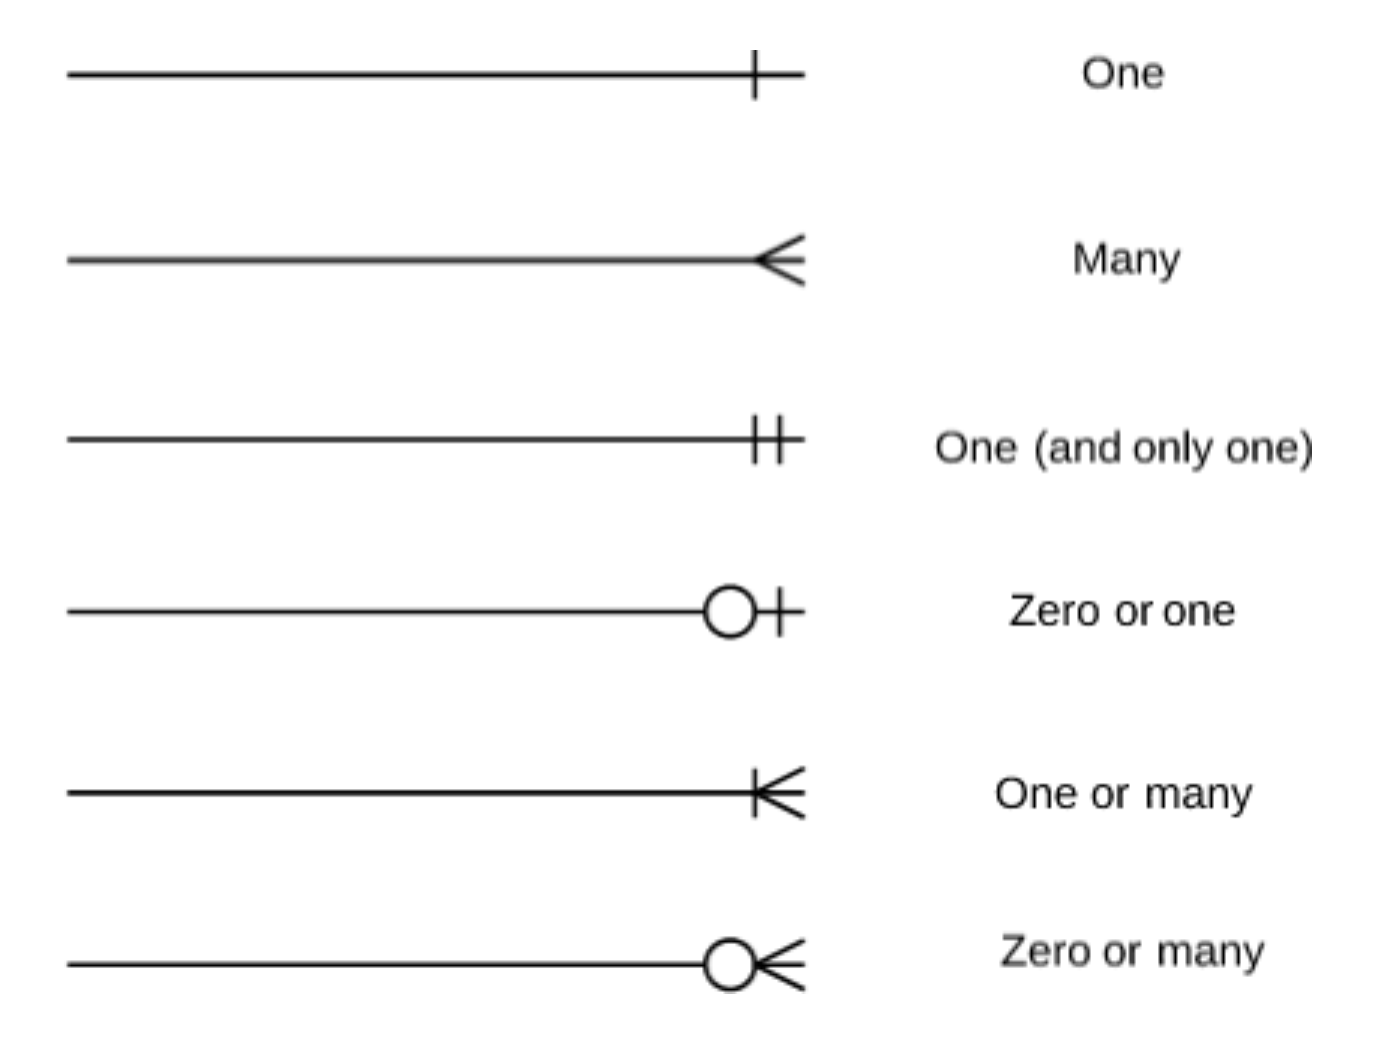 One
Many
One (and only one)
Zero or one
One or many
Zero or many